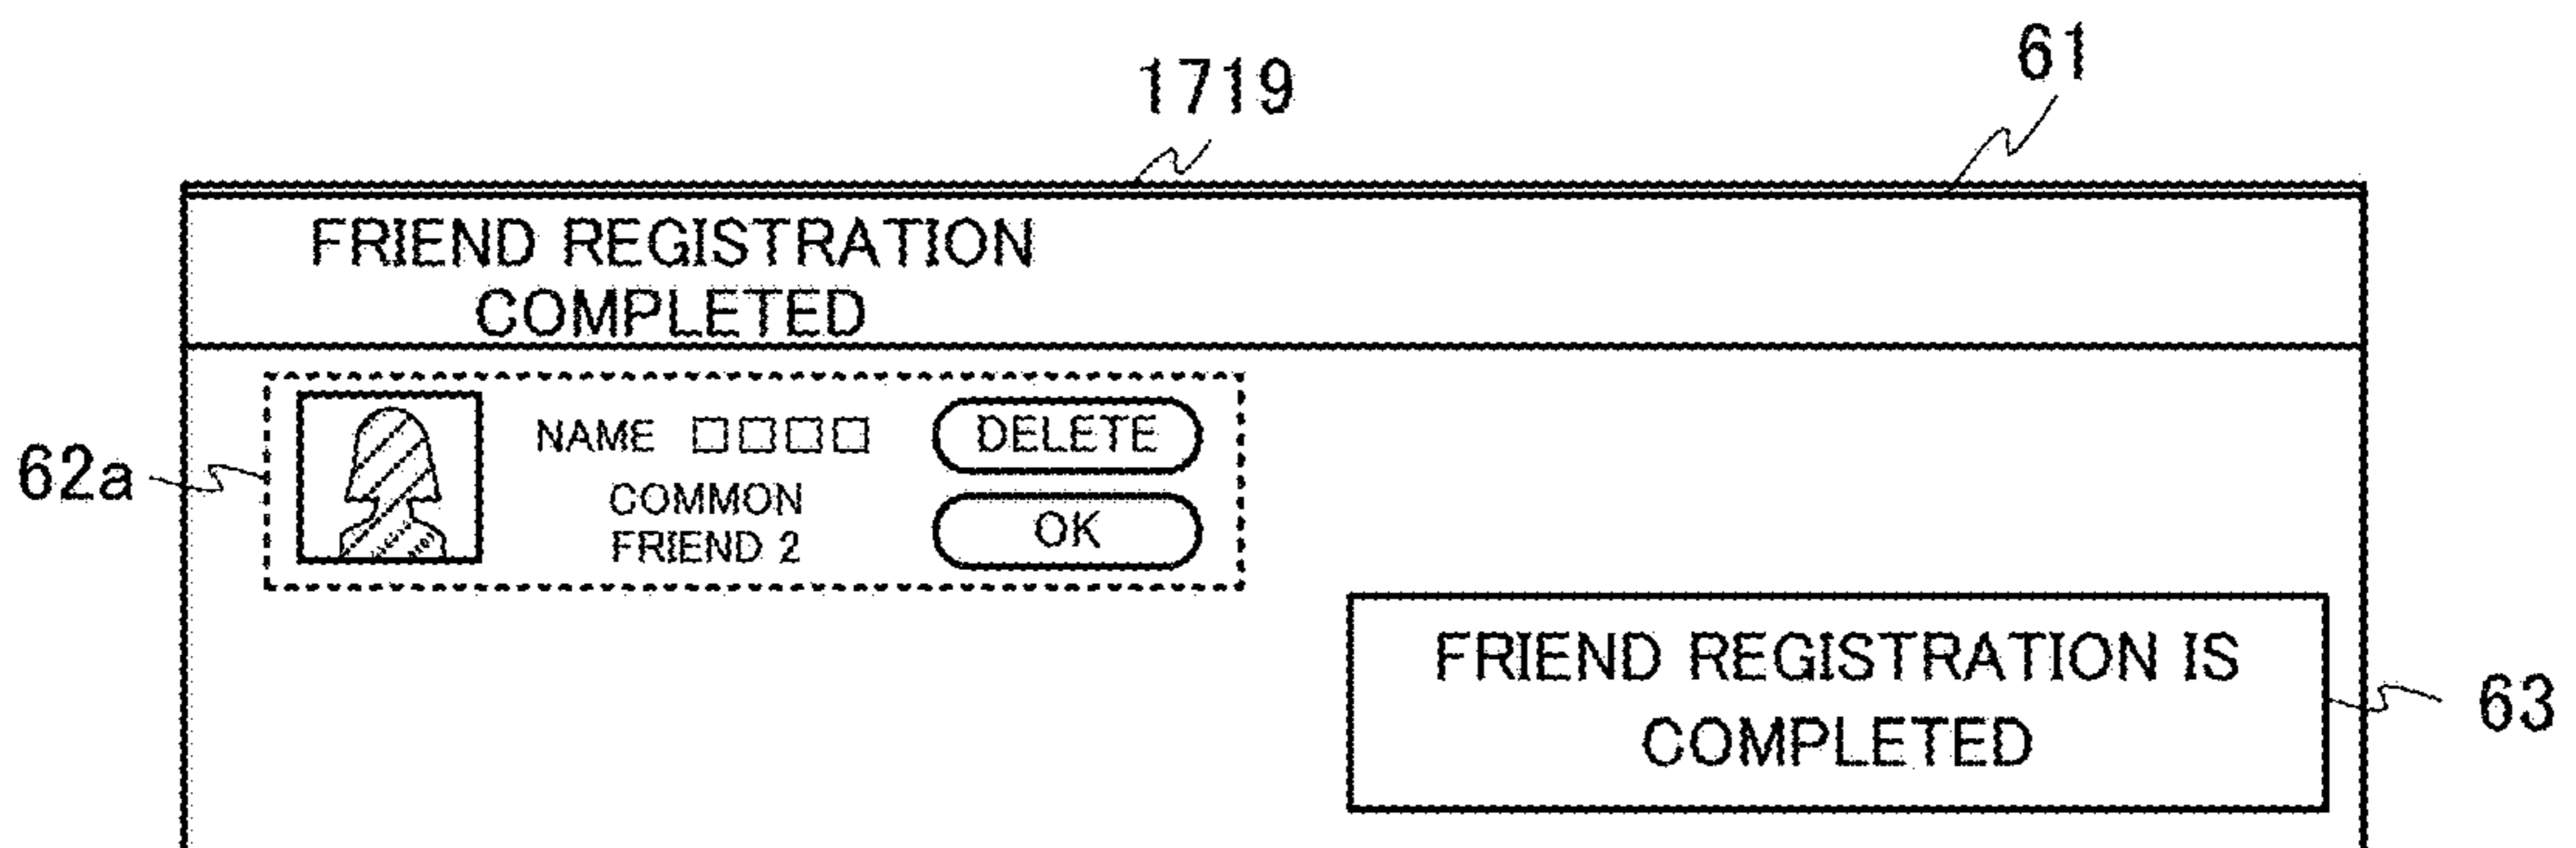 1719
61
FRIEND REGISTRATION
COMPLETED
62a
NAME □□□□
DELETE
COMMON
FRIEND 2
OK
FRIEND REGISTRATION IS
COMPLETED
63